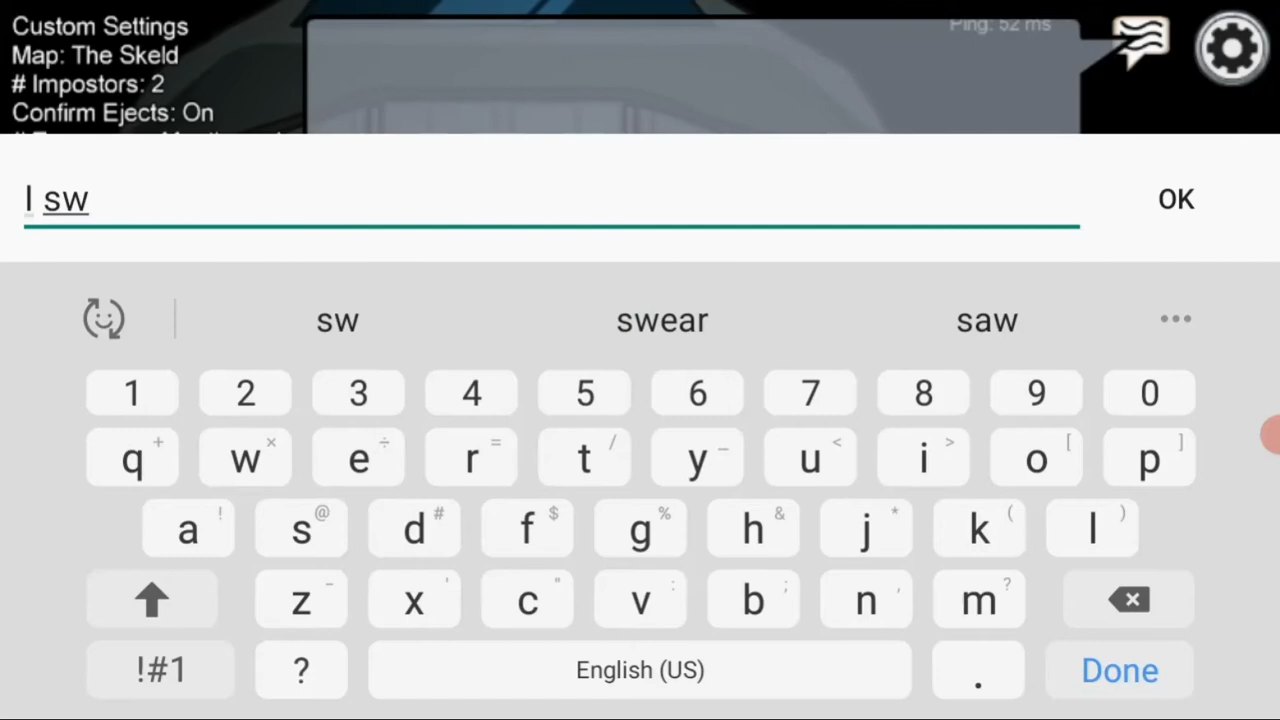 Custom Settings
Map: The Skeld
# Impostors: 2
Confirm Ejects: On
Ping: 52 ms
I sw
OK
sw swear saw
1 2 3 4 5 6 7 8 9 0
q + w × e ÷ r = t / y _ u < i > o [ p ]
a ! s @ d # f $ g % h & j * k ( l )
z - x ' c " v : b ; n , m ?
!#1 ? English (US) . Done